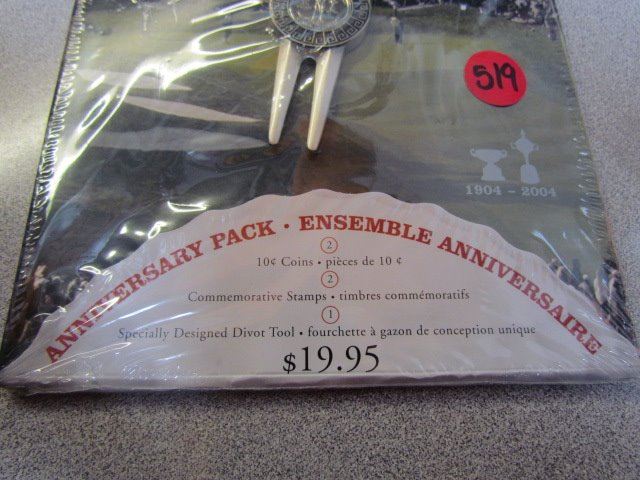 519
1904 - 2004
ANNIVERSARY PACK · ENSEMBLE ANNIVERSAIRE
2
10¢ Coins · pièces de 10 ¢
2
Commemorative Stamps · timbres commémoratifs
1
Specially Designed Divot Tool · fourchette à gazon de conception unique
$19.95